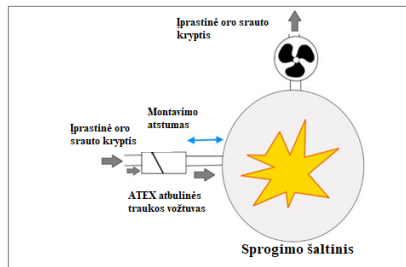 Įprastinė oro srauto
kryptis
Montavimo
atstumas
Įprastinė oro
srauto kryptis
ATEX atbulinės
traukos vožtuvas
Sprogimo šaltinis